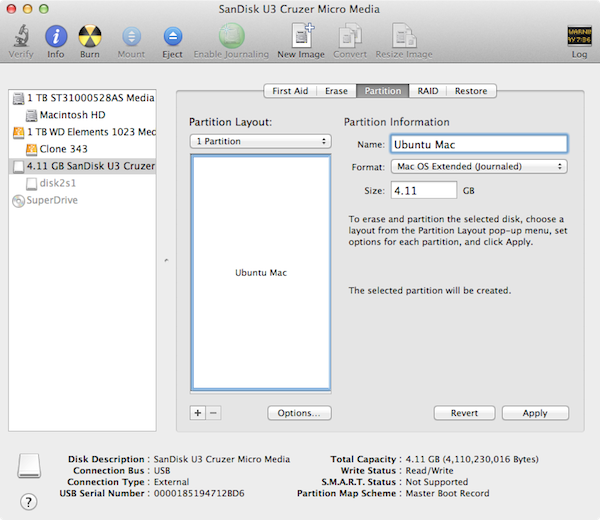 SanDisk U3 Cruzer Micro Media
Verify Info Burn Mount Eject Enable Journaling New Image Convert Resize Image Log
1 TB ST31000528AS Media
Macintosh HD
1 TB WD Elements 1023 Med
Clone 343
4.11 GB SanDisk U3 Cruzer
disk2s1
SuperDrive
First Aid Erase Partition RAID Restore
Partition Layout:
1 Partition
Ubuntu Mac
+ −
Options...
Partition Information
Name: Ubuntu Mac
Format: Mac OS Extended (Journaled)
Size: 4.11 GB
To erase and partition the selected disk, choose a
layout from the Partition Layout pop-up menu, set
options for each partition, and click Apply.
The selected partition will be created.
Revert Apply
Disk Description : SanDisk U3 Cruzer Micro Media
Connection Bus : USB
Connection Type : External
USB Serial Number : 0000185194712BD6
Total Capacity : 4.11 GB (4,110,230,016 Bytes)
Write Status : Read/Write
S.M.A.R.T. Status : Not Supported
Partition Map Scheme : Master Boot Record
?